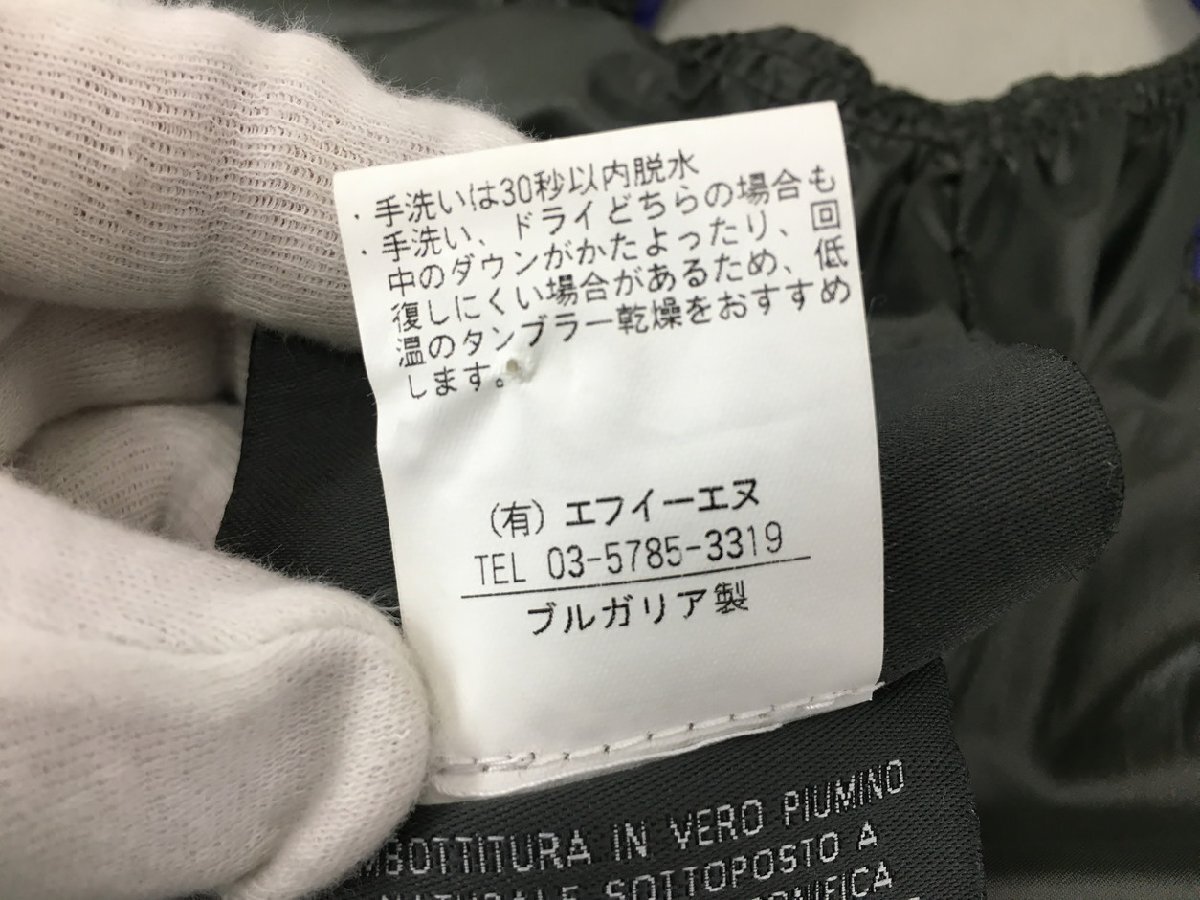 ・手洗いは30秒以内脱水
・手洗い、ドライどちらの場合も
中のダウンがかたよったり、回
復しにくい場合があるため、低
温のタンブラー乾燥をおすすめ
します。
(有) エフイーエヌ
TEL 03-5785-3319
ブルガリア製
MBOTTITURA IN VERO PIUMINO
NATURALE SOTTOPOSTO A